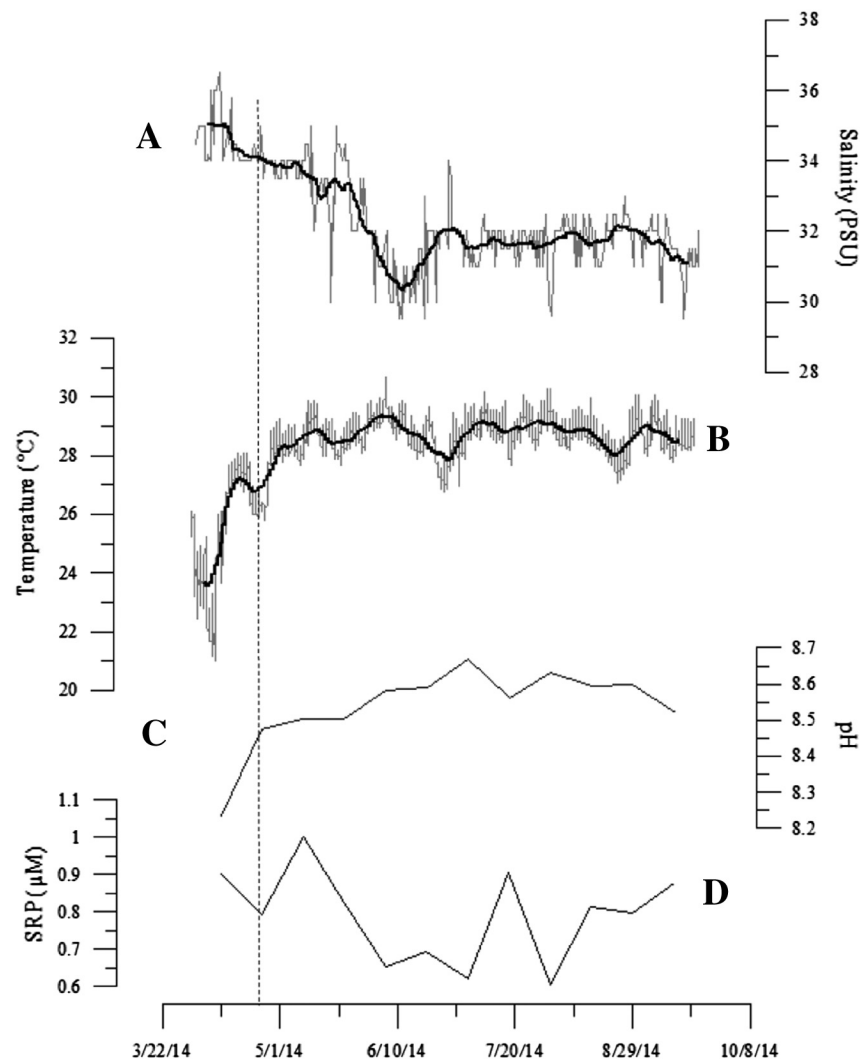 38
36
A
34
Salinity (PSU)
32
30
28
32
30
B
28
Temperature (°C)
26
24
22
20
8.7
8.6
C
8.5
pH
8.4
8.3
8.2
1.1
1
0.9
SRP (µM)
0.8
D
0.7
0.6
3/22/14 5/1/14 6/10/14 7/20/14 8/29/14 10/8/14